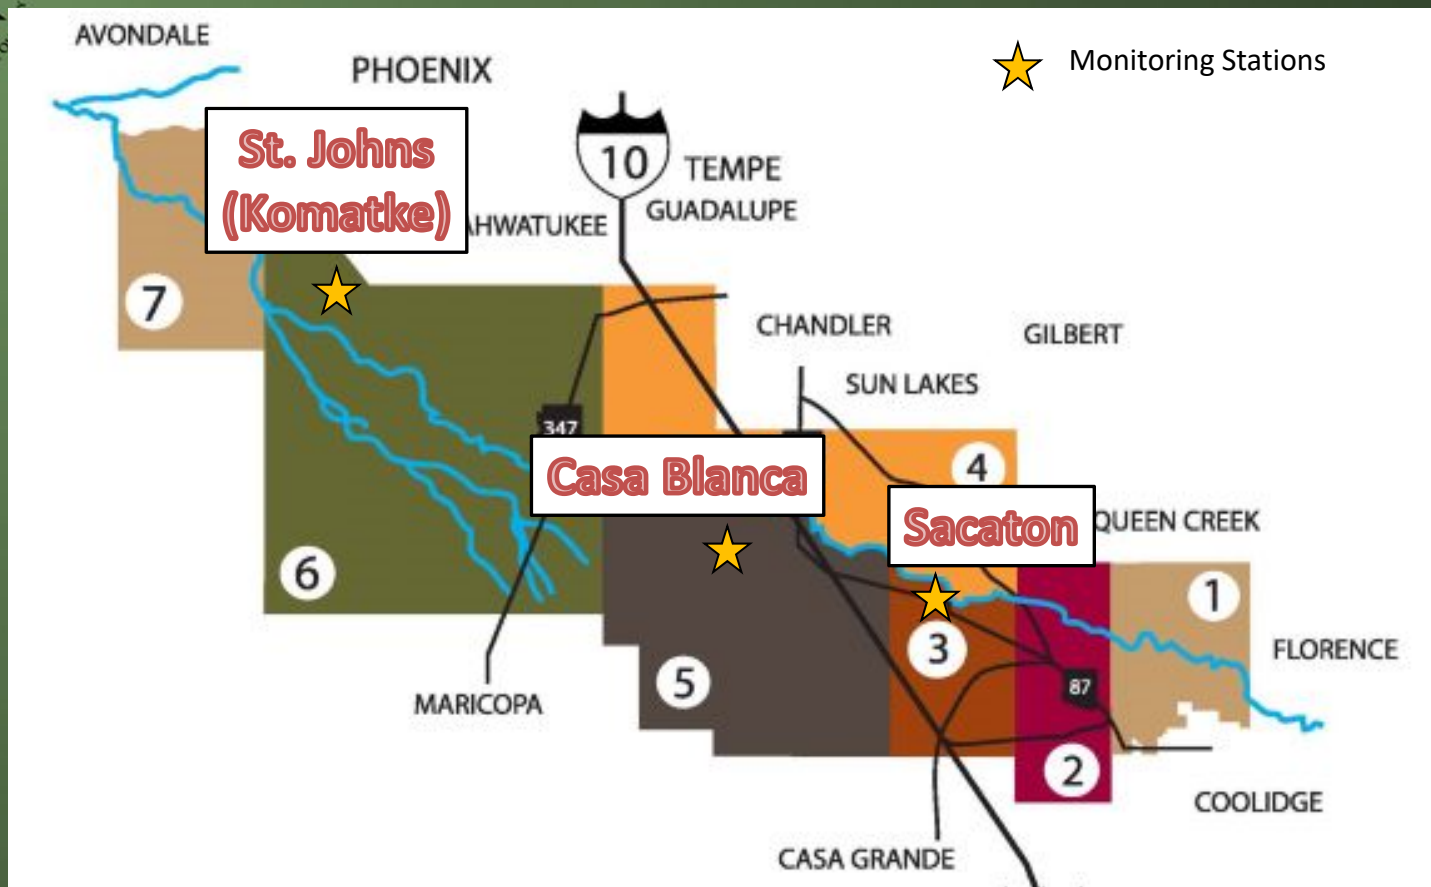 AVONDALE
PHOENIX
Monitoring Stations
St. Johns
(Komatke)
10
TEMPE
GUADALUPE
AHWATUKEE
7
CHANDLER
GILBERT
SUN LAKES
347
Casa Blanca
4
Sacaton
QUEEN CREEK
6
1
3
FLORENCE
5
87
MARICOPA
2
COOLIDGE
CASA GRANDE